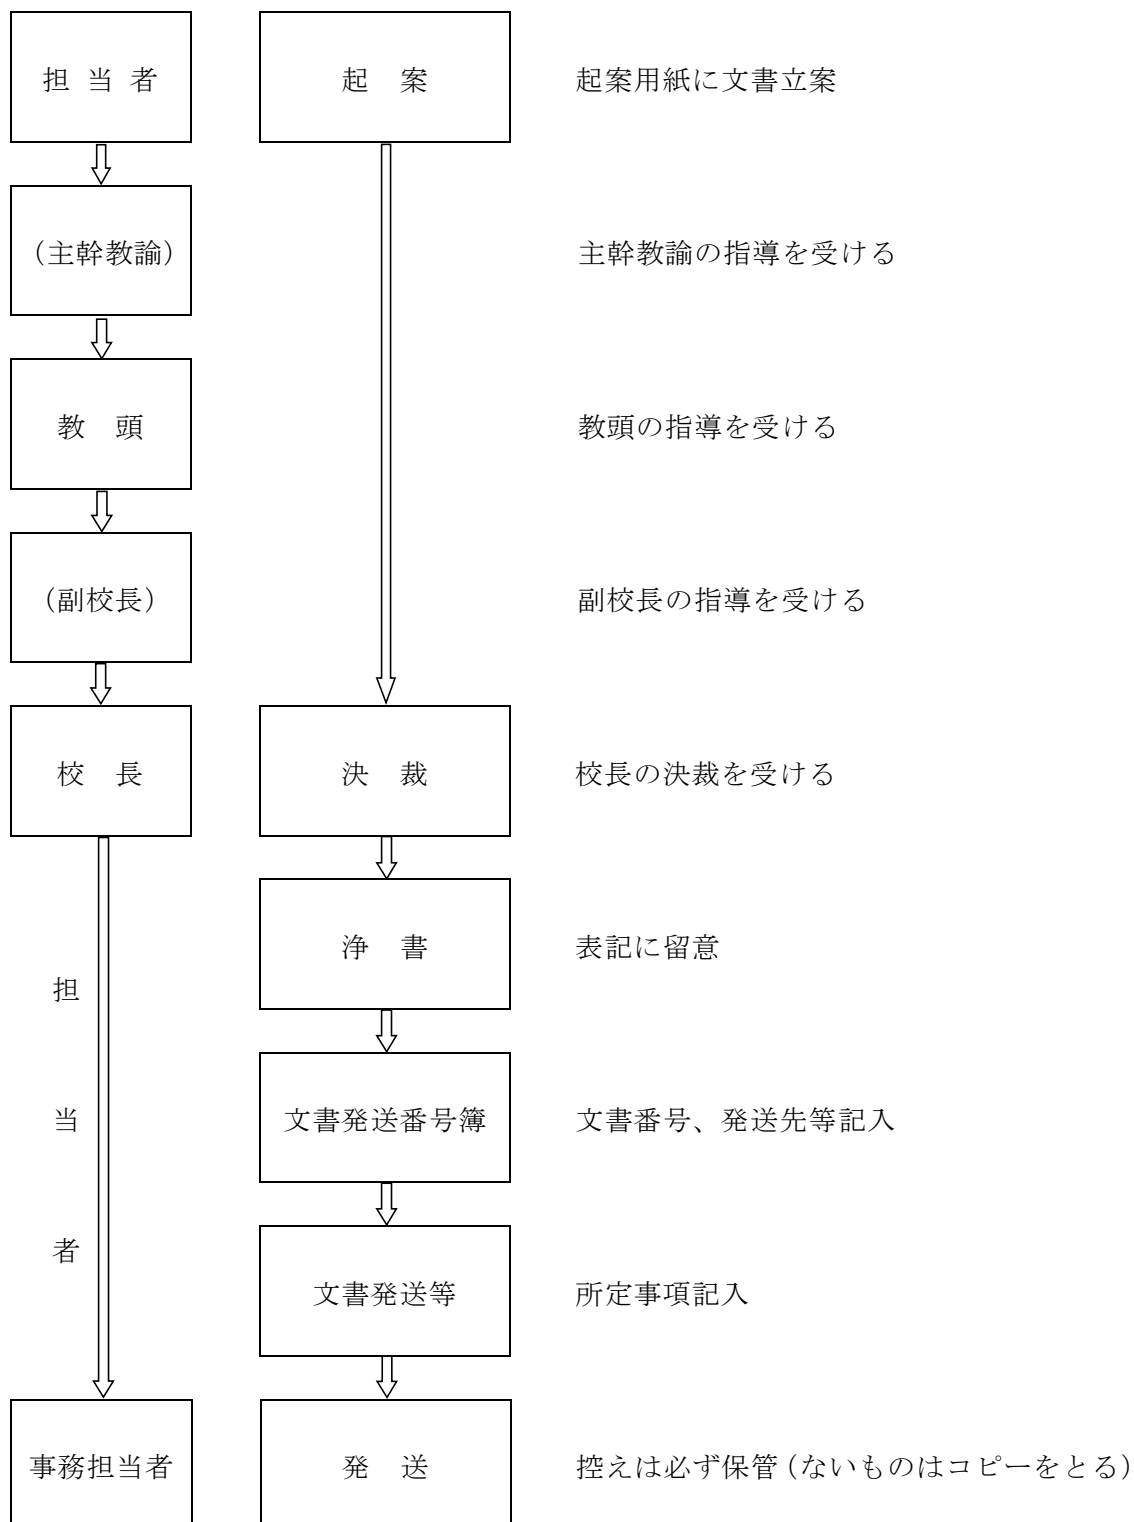 担 当 者　起　案　起案用紙に文書立案
（主幹教諭）　主幹教諭の指導を受ける
教　頭　教頭の指導を受ける
（副校長）　副校長の指導を受ける
校　長　決　裁　校長の決裁を受ける
浄　書　表記に留意
担
当　文書発送番号簿　文書番号、発送先等記入
者
文書発送等　所定事項記入
事務担当者　発　送　控えは必ず保管（ないものはコピーをとる）